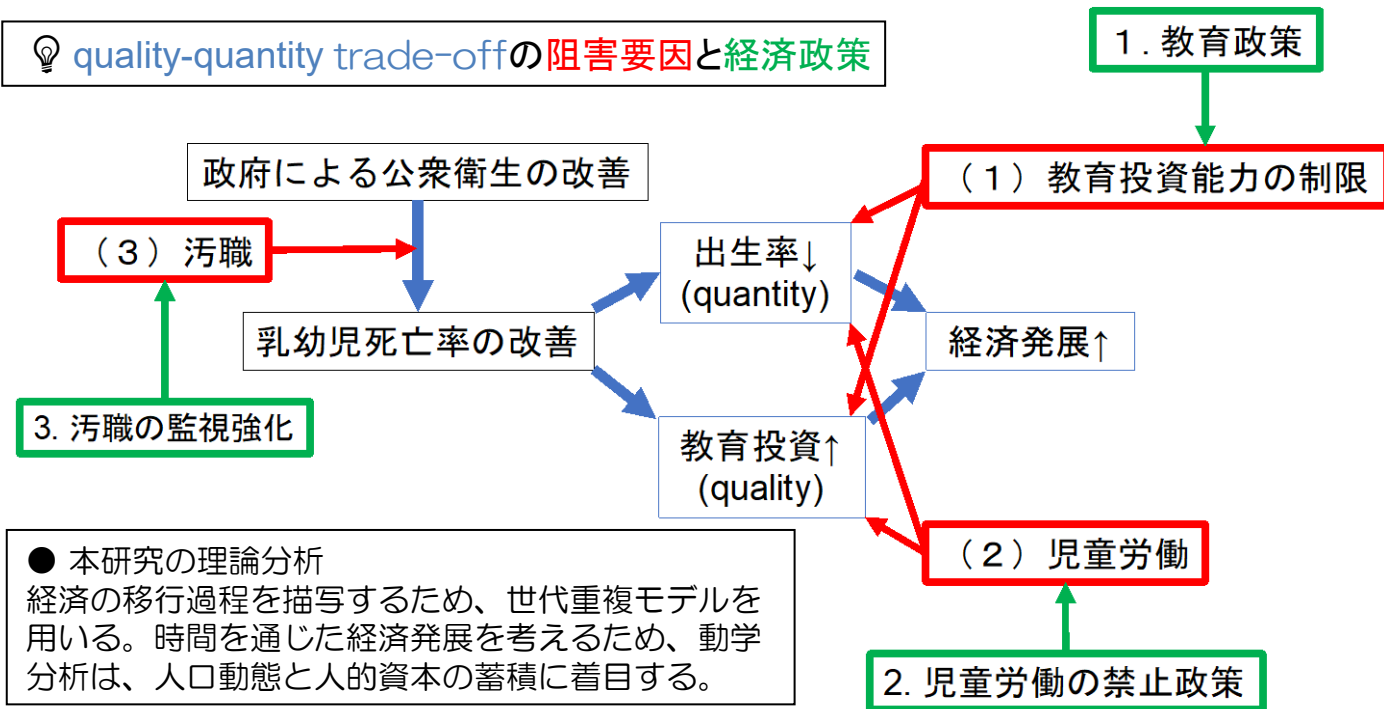 quality-quantity trade-offの阻害要因と経済政策
1. 教育政策
政府による公衆衛生の改善
（1）教育投資能力の制限
（3）汚職
出生率↓
(quantity)
乳幼児死亡率の改善
経済発展↑
3. 汚職の監視強化
教育投資↑
(quality)
● 本研究の理論分析
経済の移行過程を描写するため、世代重複モデルを
用いる。時間を通じた経済発展を考えるため、動学
分析は、人口動態と人的資本の蓄積に着目する。
（2）児童労働
2. 児童労働の禁止政策